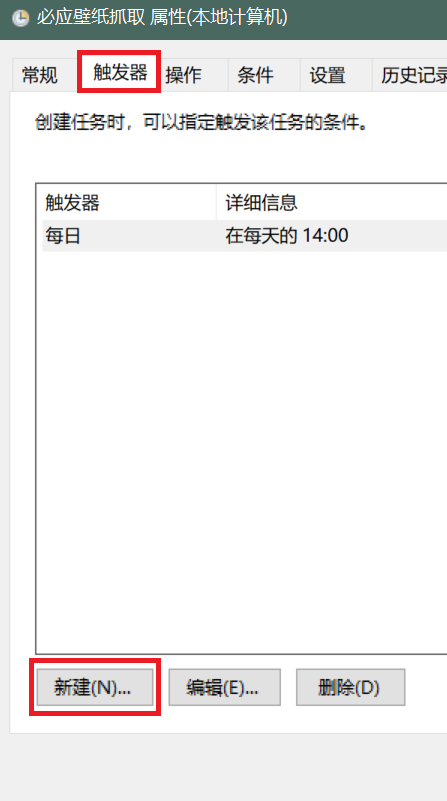 必应壁纸抓取 属性(本地计算机)
常规 触发器 操作 条件 设置 历史记录
创建任务时，可以指定触发该任务的条件。
触发器 详细信息
每日 在每天的 14:00
新建(N)... 编辑(E)... 删除(D)